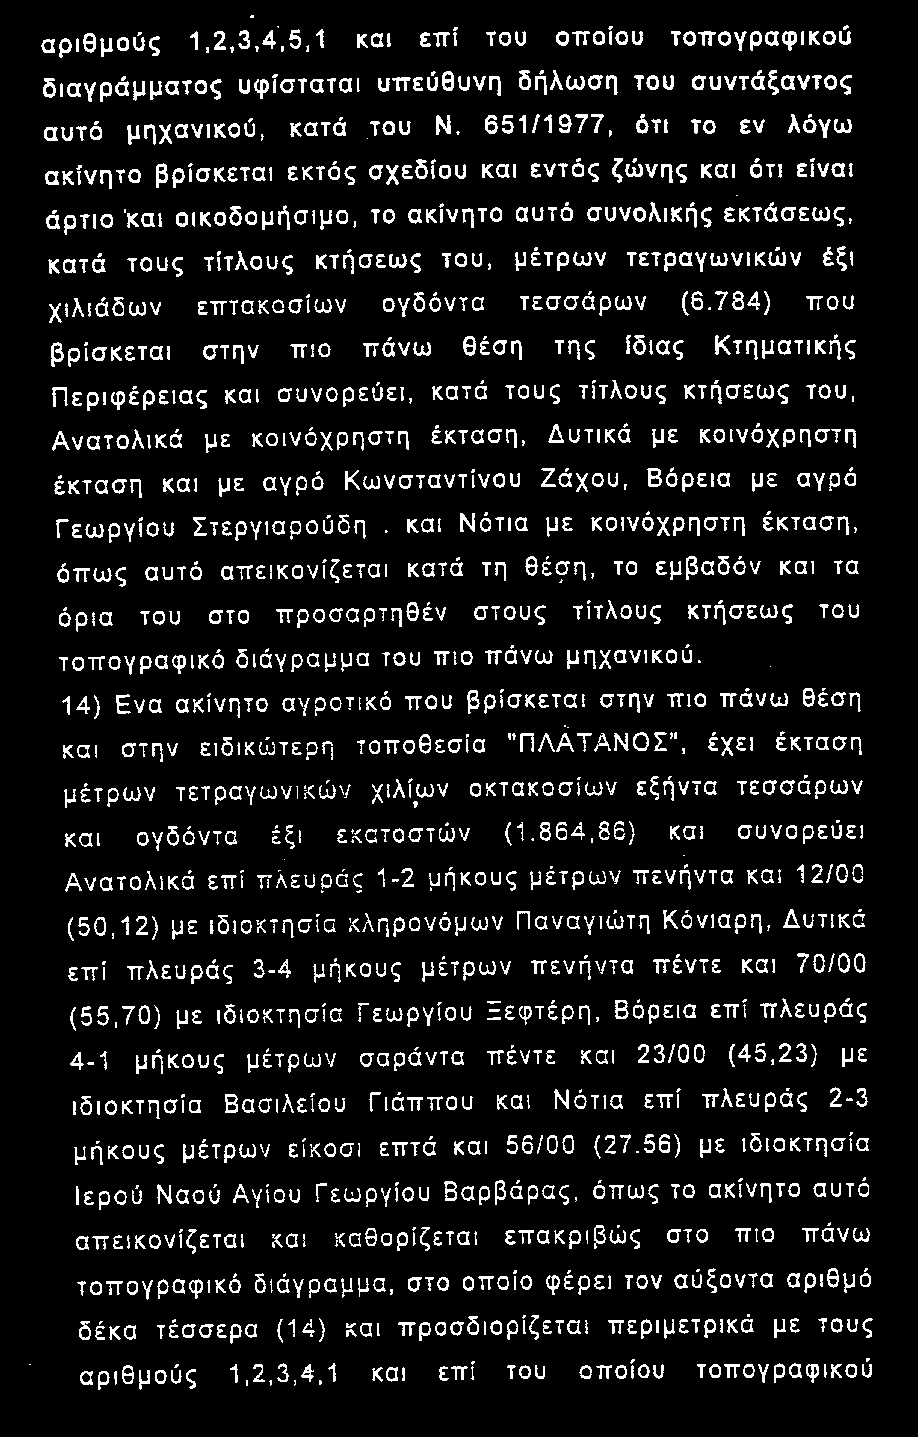 αριθμούς 1,2,3,4,5,1 και επί του οποίου τοπογραφικού
διαγράμματος υφίσταται υπεύθυνη δήλωση του συντάξαντος
αυτό μηχανικού, κατά του Ν. 651/1977, ότι το εν λόγω
ακίνητο βρίσκεται εκτός σχεδίου και εντός ζώνης και ότι είναι
άρτιο και οικοδομήσιμο, το ακίνητο αυτό συνολικής εκτάσεως,
κατά τους τίτλους κτήσεως του, μέτρων τετραγωνικών έξι
χιλιάδων επτακοσίων ογδόντα τεσσάρων (6.784) που
βρίσκεται στην πιο πάνω θέση της ίδιας Κτηματικής
Περιφέρειας και συνορεύει, κατά τους τίτλους κτήσεως του,
Ανατολικά με κοινόχρηστη έκταση, Δυτικά με κοινόχρηστη
έκταση και με αγρό Κωνσταντίνου Ζάχου, Βόρεια με αγρό
Γεωργίου Στεργιαρούδη . και Νότια με κοινόχρηστη έκταση,
όπως αυτό απεικονίζεται κατά τη θέση, το εμβαδόν και τα
όρια του στο προσαρτηθέν στους τίτλους κτήσεως του
τοπογραφικό διάγραμμα του πιο πάνω μηχανικού.
14) Ενα ακίνητο αγροτικό που βρίσκεται στην πιο πάνω θέση
και στην ειδικώτερη τοποθεσία "ΠΛΑΤΑΝΟΣ", έχει έκταση
μέτρων τετραγωνικών χιλίων οκτακοσίων εξήντα τεσσάρων
και ογδόντα έξι εκατοστών (1.864,86) και συνορεύει
Ανατολικά επί πλευράς 1-2 μήκους μέτρων πενήντα και 12/00
(50,12) με ιδιοκτησία κληρονόμων Παναγιώτη Κόνιαρη, Δυτικά
επί πλευράς 3-4 μήκους μέτρων πενήντα πέντε και 70/00
(55,70) με ιδιοκτησία Γεωργίου Ξεφτέρη, Βόρεια επί πλευράς
4-1 μήκους μέτρων σαράντα πέντε και 23/00 (45,23) με
ιδιοκτησία Βασιλείου Γιάππου και Νότια επί πλευράς 2-3
μήκους μέτρων είκοσι επτά και 56/00 (27.56) με ιδιοκτησία
Ιερού Ναού Αγίου Γεωργίου Βαρβάρας, όπως το ακίνητο αυτό
απεικονίζεται και καθορίζεται επακριβώς στο πιο πάνω
τοπογραφικό διάγραμμα, στο οποίο φέρει τον αύξοντα αριθμό
δέκα τέσσερα (14) και προσδιορίζεται περιμετρικά με τους
αριθμούς 1,2,3,4,1 και επί του οποίου τοπογραφικού